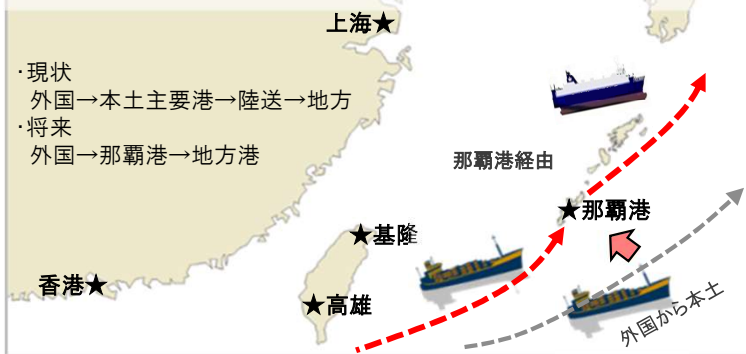 上海★
・現状
外国→本土主要港→陸送→地方
・将来
外国→那覇港→地方港
那覇港経由
★那覇港
★基隆
香港★
★高雄
外国から本土